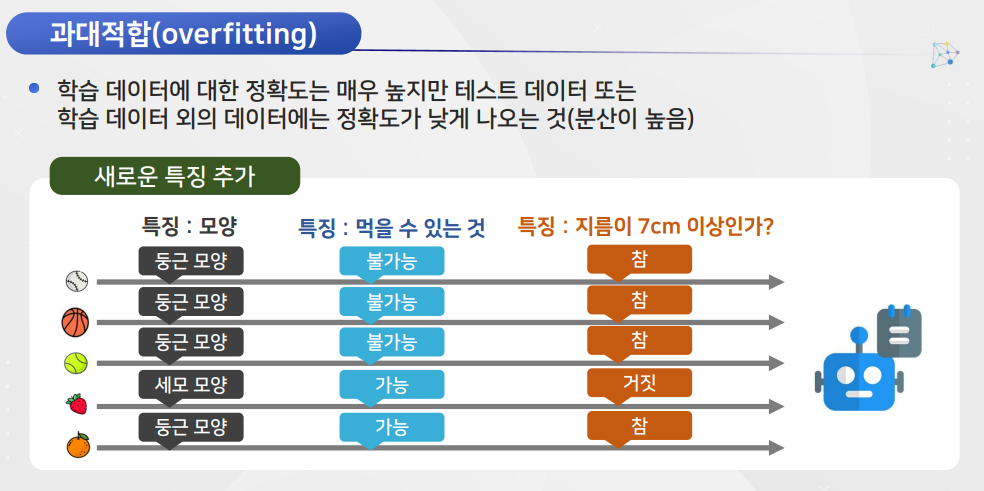 과대적합(overfitting)
학습 데이터에 대한 정확도는 매우 높지만 테스트 데이터 또는
학습 데이터 외의 데이터에는 정확도가 낮게 나오는 것(분산이 높음)
새로운 특징 추가
특징 : 모양 특징 : 먹을 수 있는 것 특징 : 지름이 7cm 이상인가?
둥근 모양 불가능 참
둥근 모양 불가능 참
둥근 모양 불가능 참
세모 모양 가능 거짓
둥근 모양 가능 참